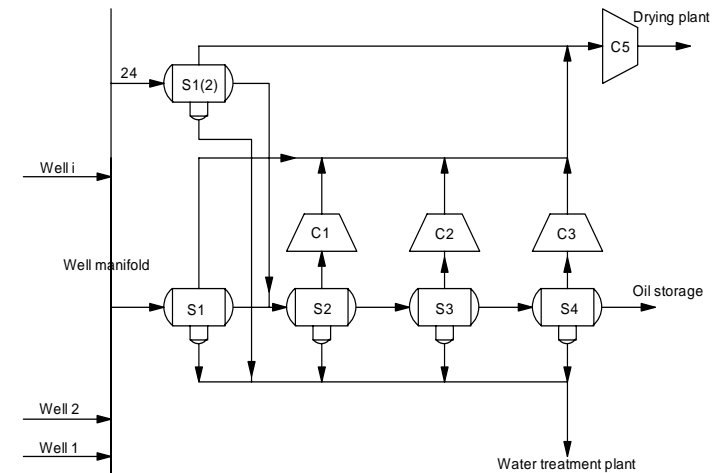 Drying plant
C5
24
S1(2)
Well i
C1
C2
C3
Well manifold
S1
S2
S3
S4
Oil storage
Well 2
Well 1
Water treatment plant